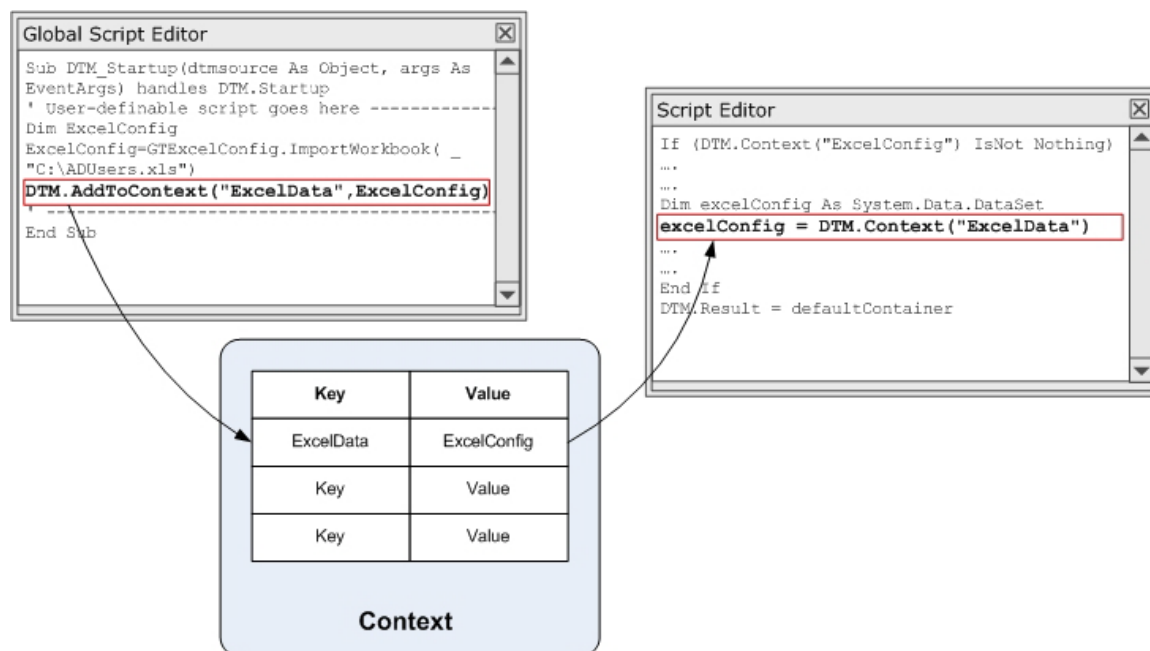 Global Script Editor
Sub DTM_Startup(dtmsource As Object, args As
EventArgs) handles DTM.Startup
' User-definable script goes here -------------
Dim ExcelConfig
ExcelConfig=GTExcelConfig.ImportWorkbook( _
"C:\ADUsers.xls")
DTM.AddToContext("ExcelData",ExcelConfig)
' ---------------------------------------------
End Sub
Script Editor
If (DTM.Context("ExcelConfig") IsNot Nothing)
….
….
Dim excelConfig As System.Data.DataSet
excelConfig = DTM.Context("ExcelData")
….
….
End If
DTM.Result = defaultContainer
Key Value
ExcelData ExcelConfig
Key Value
Key Value
Context